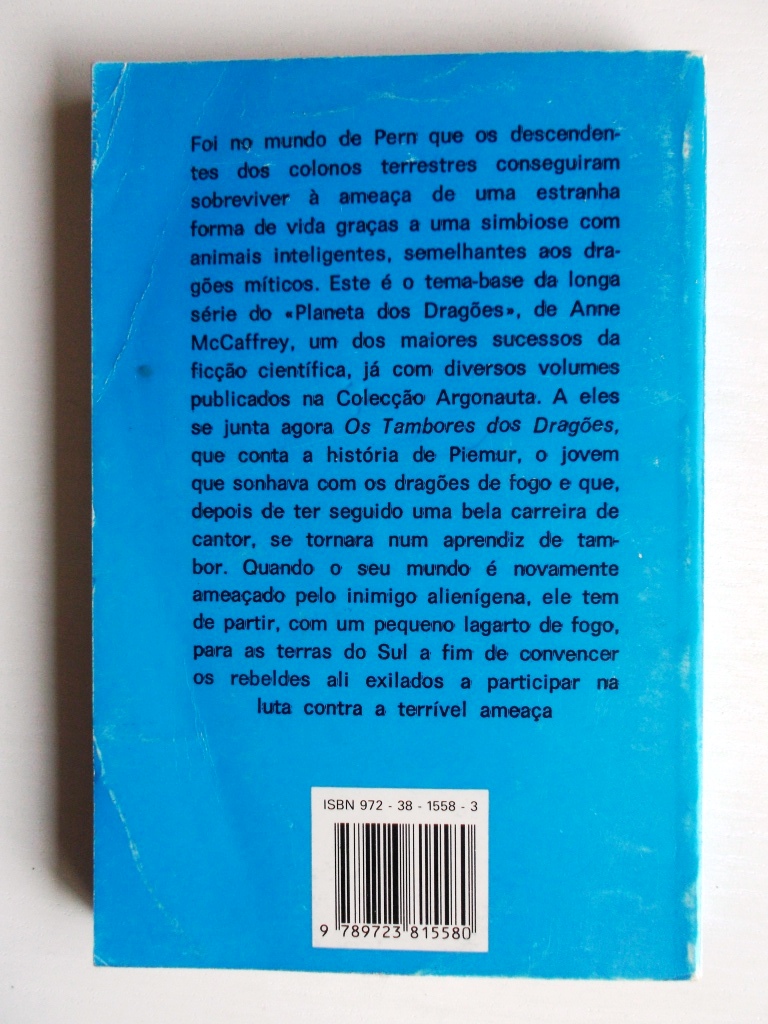 Foi no mundo de Pern que os descenden-
tes dos colonos terrestres conseguiram
sobreviver à ameaça de uma estranha
forma de vida graças a uma simbiose com
animais inteligentes, semelhantes aos dra-
gões míticos. Este é o tema-base da longa
série do «Planeta dos Dragões», de Anne
McCaffrey, um dos maiores sucessos da
ficção científica, já com diversos volumes
publicados na Colecção Argonauta. A eles
se junta agora Os Tambores dos Dragões,
que conta a história de Piemur, o jovem
que sonhava com os dragões de fogo e que,
depois de ter seguido uma bela carreira de
cantor, se tornara num aprendiz de tam-
bor. Quando o seu mundo é novamente
ameaçado pelo inimigo alienígena, ele tem
de partir, com um pequeno lagarto de fogo,
para as terras do Sul a fim de convencer
os rebeldes ali exilados a participar na
luta contra a terrível ameaça
ISBN 972 - 38 - 1558 - 3
9 789723 815580